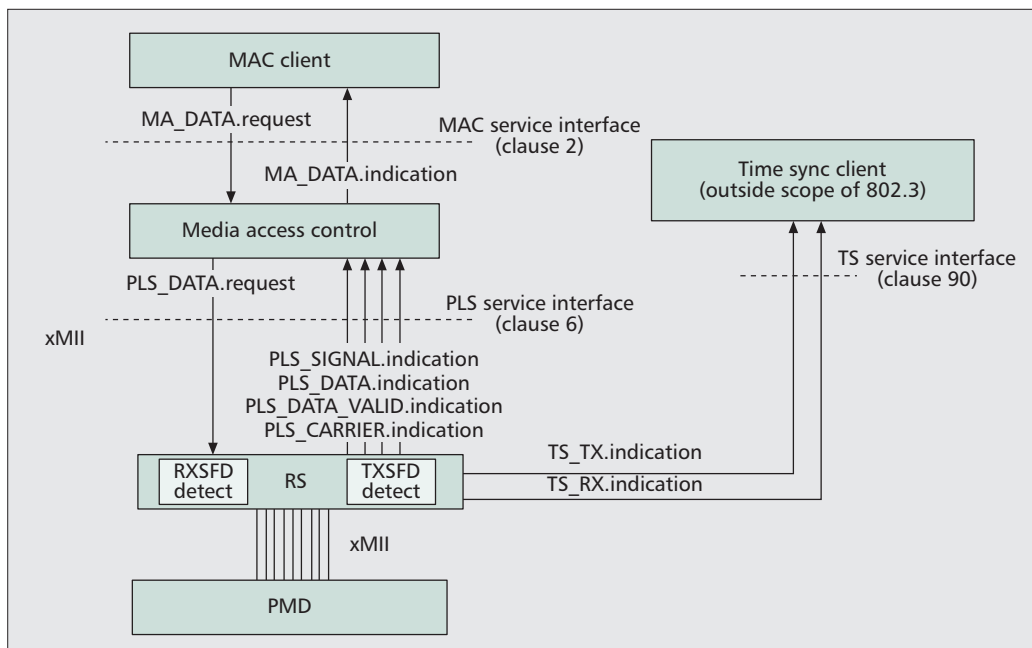 MAC client
MA_DATA.request
MAC service interface
(clause 2)
MA_DATA.indication
Time sync client
(outside scope of 802.3)
Media access control
TS service interface
(clause 90)
PLS_DATA.request
PLS service interface
(clause 6)
xMII
PLS_SIGNAL.indication
PLS_DATA.indication
PLS_DATA_VALID.indication
PLS_CARRIER.indication
TS_TX.indication
RXSFD
detect
RS
TXSFD
detect
TS_RX.indication
xMII
PMD